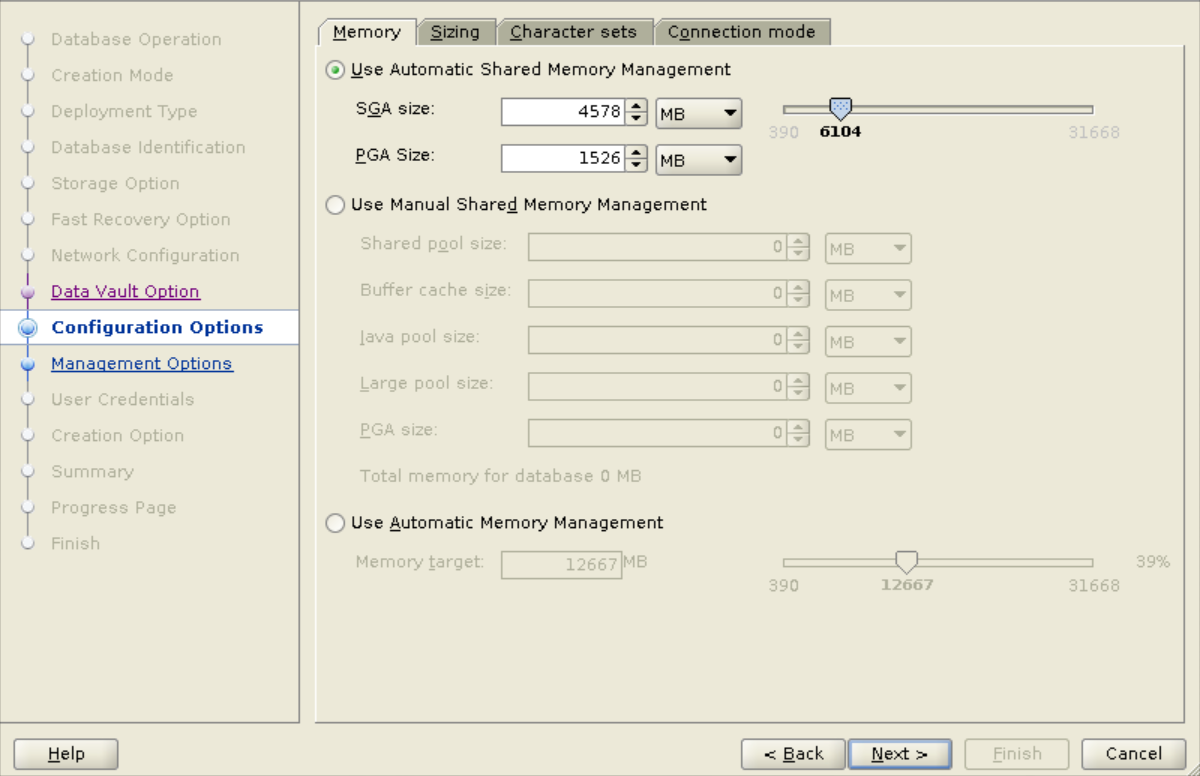 Database Operation
Creation Mode
Deployment Type
Database Identification
Storage Option
Fast Recovery Option
Network Configuration
Data Vault Option
Configuration Options
Management Options
User Credentials
Creation Option
Summary
Progress Page
Finish
Memory Sizing Character sets Connection mode
Use Automatic Shared Memory Management
SGA size: 4578 MB
390 6104 31668
PGA Size: 1526 MB
Use Manual Shared Memory Management
Shared pool size: 0 MB
Buffer cache size: 0 MB
Java pool size: 0 MB
Large pool size: 0 MB
PGA size: 0 MB
Total memory for database 0 MB
Use Automatic Memory Management
Memory target: 12667 MB 39%
390 12667 31668
Help < Back Next > Finish Cancel